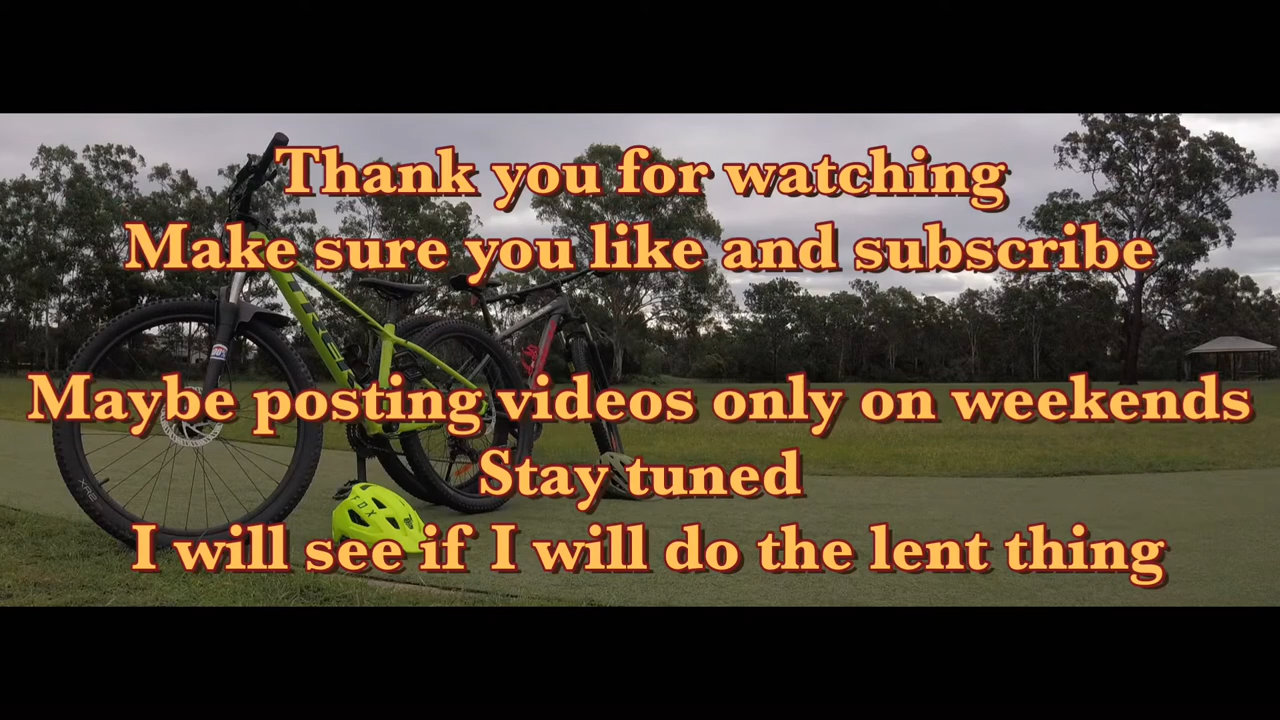 Thank you for watching
Make sure you like and subscribe
Maybe posting videos only on weekends
Stay tuned
I will see if I will do the lent thing
FOX